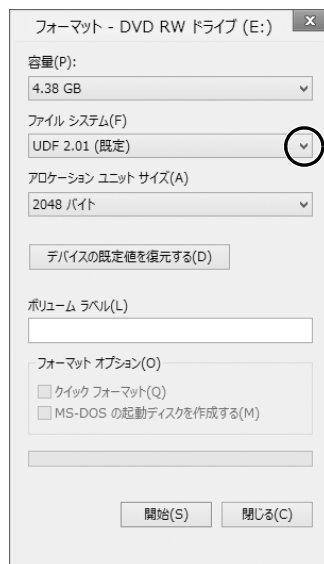 フォーマット - DVD RW ドライブ (E:)
x
容量(P):
4.38 GB
ファイル システム(F)
UDF 2.01 (既定)
アロケーション ユニット サイズ(A)
2048 バイト
デバイスの既定値を復元する(D)
ボリューム ラベル(L)
フォーマット オプション(O)
クイック フォーマット(Q)
MS-DOS の起動ディスクを作成する(M)
開始(S)
閉じる(C)